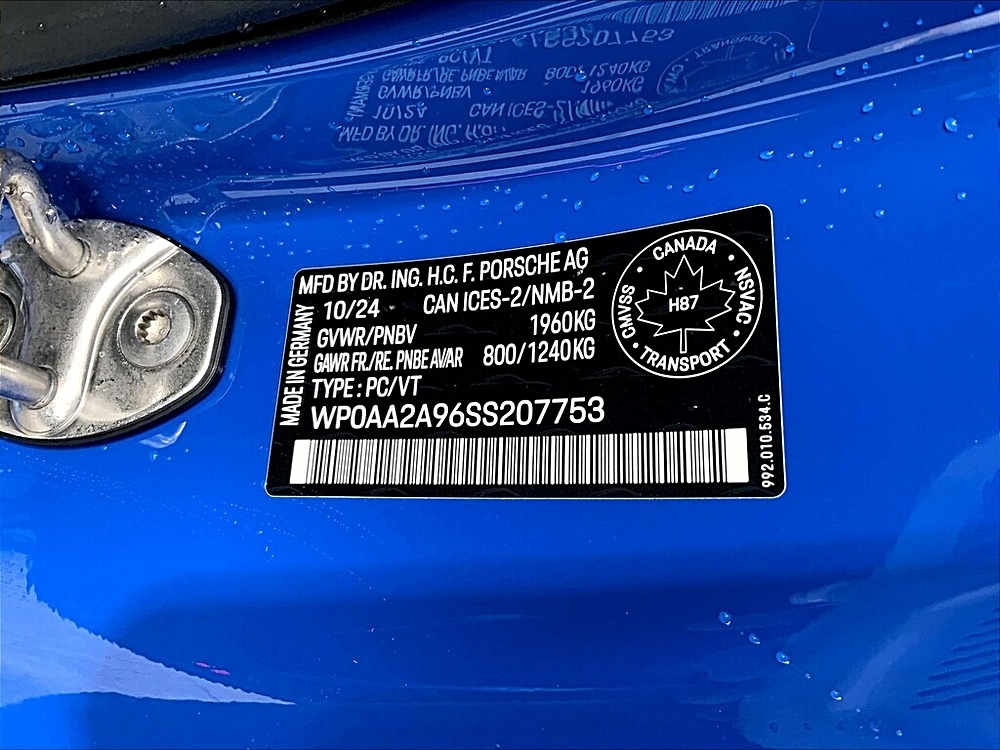 MFD BY DR. ING. H.C. F. PORSCHE AG
10/24 CAN ICES-2/NMB-2
GVWR/PNBV 1960KG
GAWR FR./RE. PNBE AV/AR 800/1240KG
TYPE : PC/VT
WP0AA2A96SS207753
MADE IN GERMANY
CANADA
NSVAC • TRANSPORT • CMVSS
H87
992.010.534.C